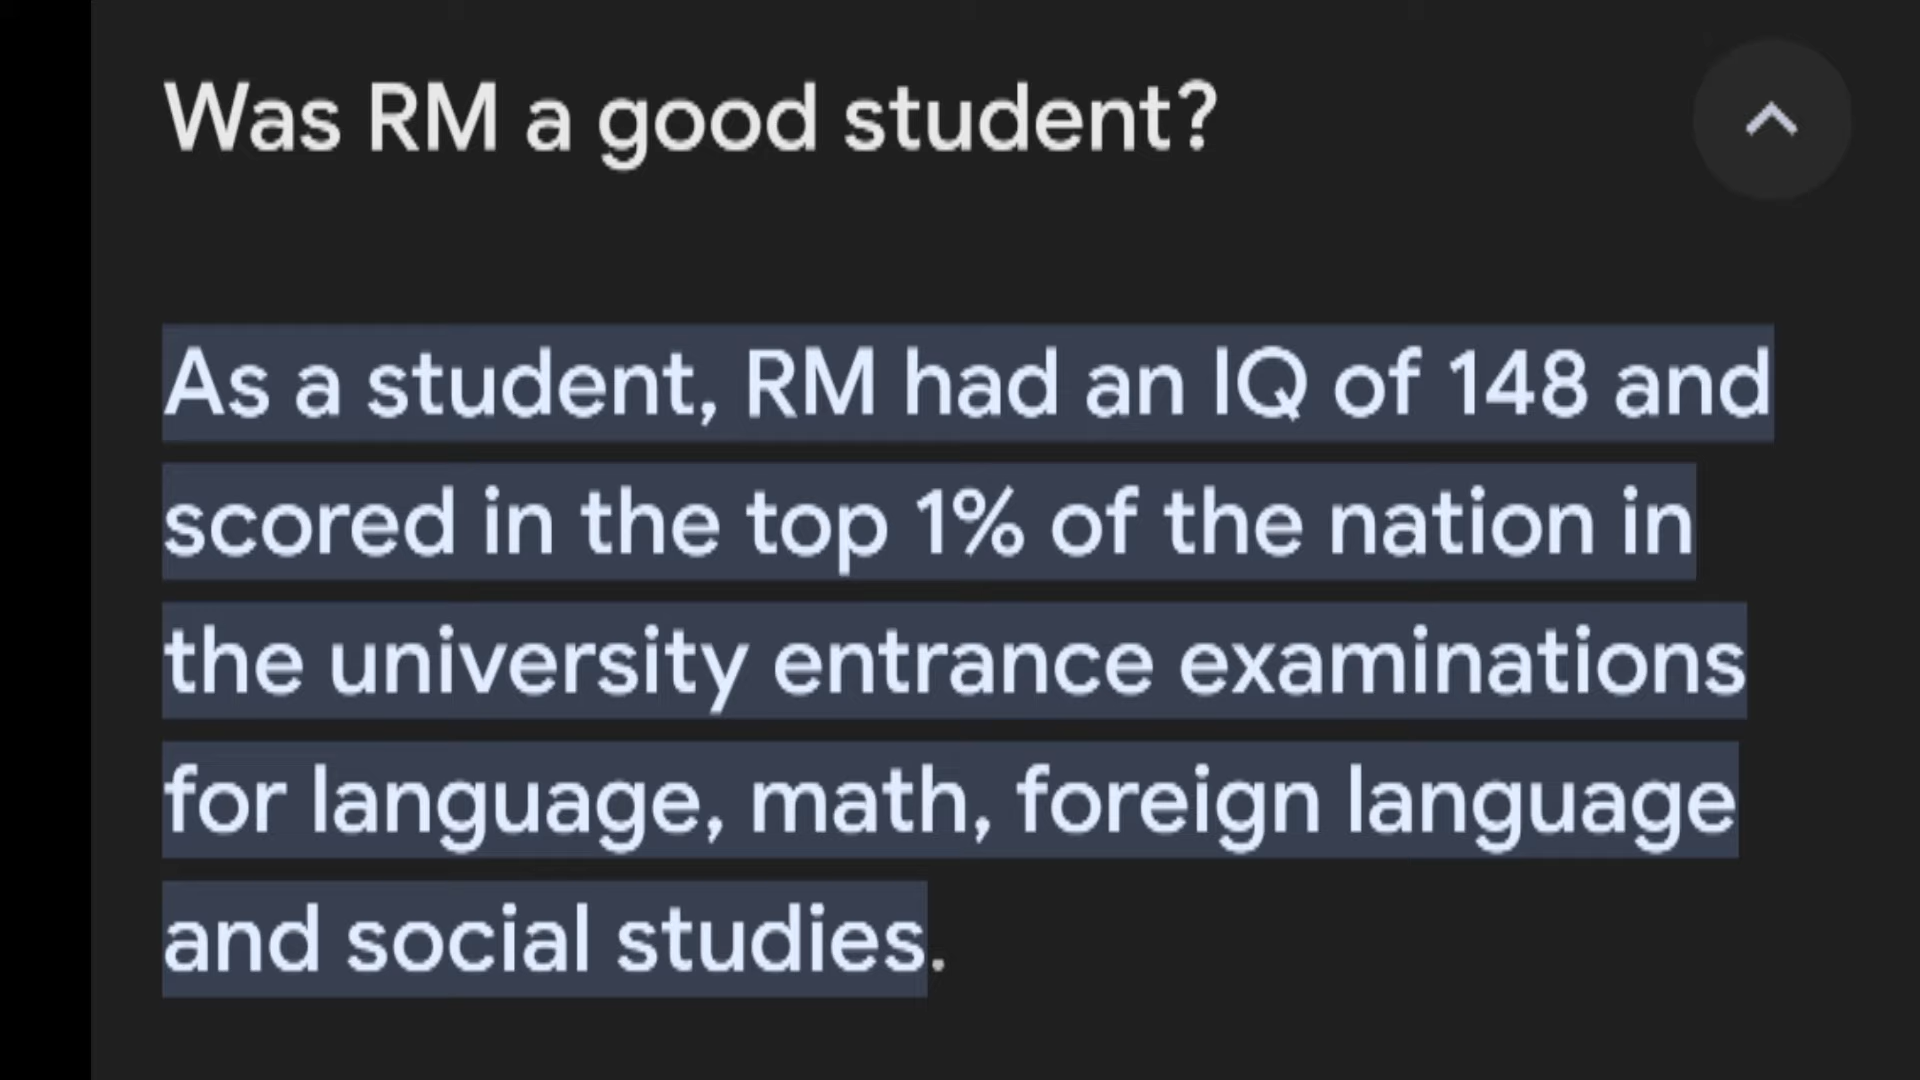 Was RM a good student?
As a student, RM had an IQ of 148 and
scored in the top 1% of the nation in
the university entrance examinations
for language, math, foreign language
and social studies.